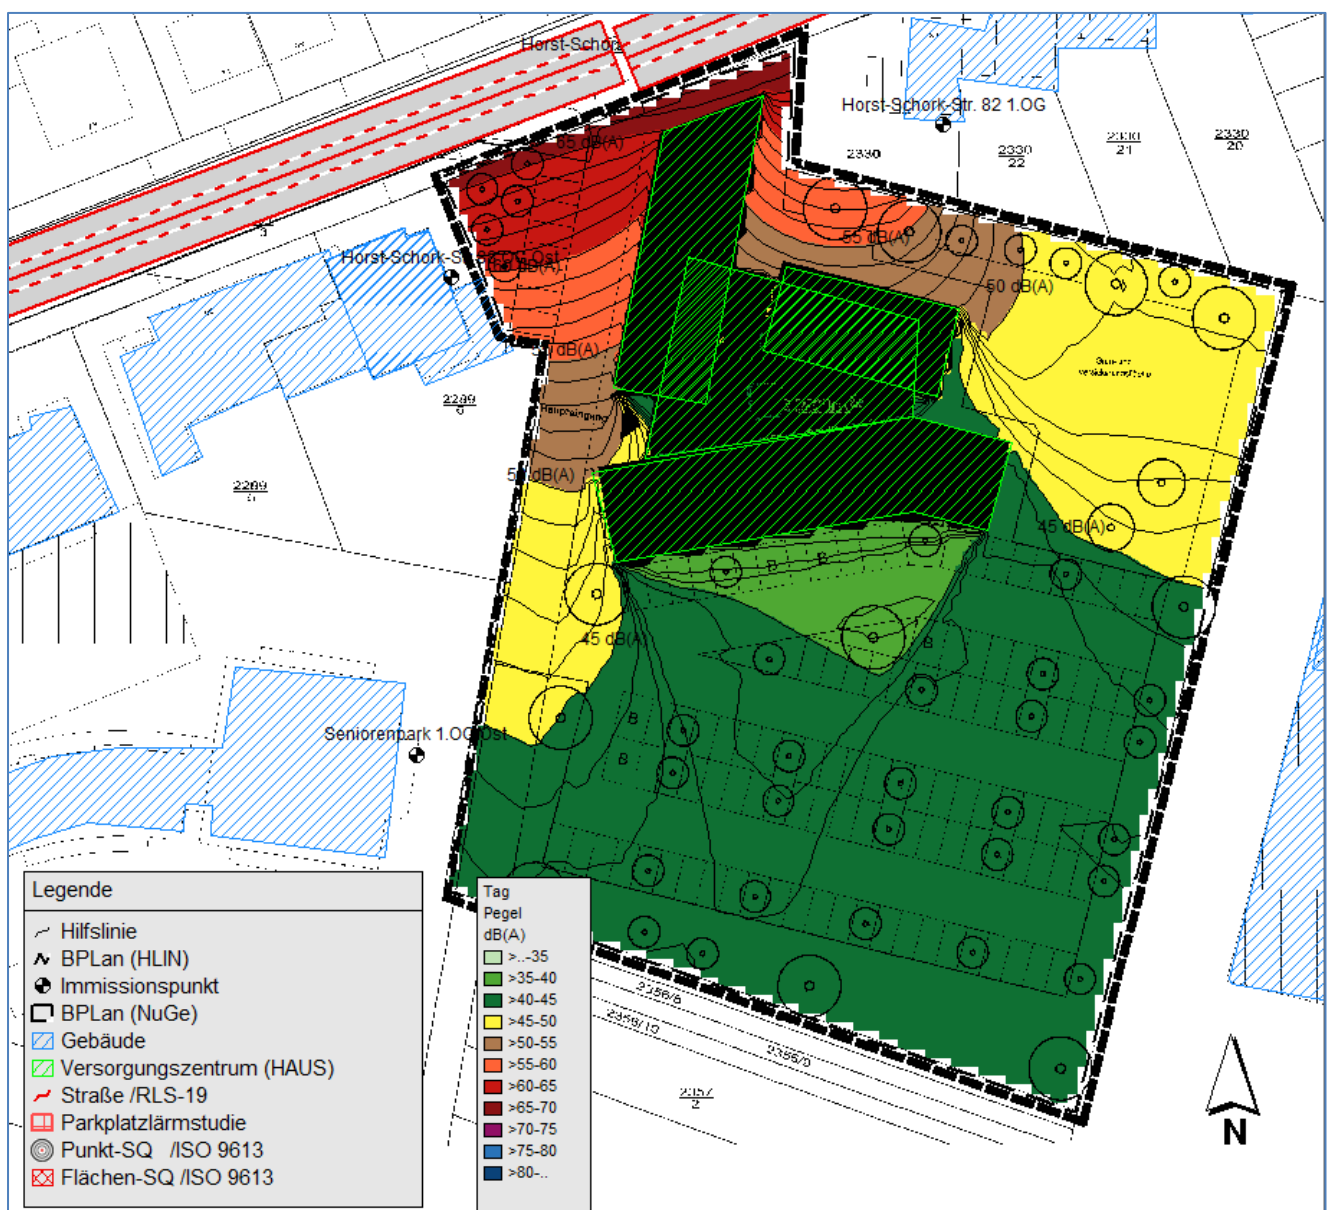 Horst-Schork
Horst-Schork-Str. 82 1.OG
2330
2330
22
2330
21
2330
20
65 dB(A)
55 dB(A)
50 dB(A)
dB(A)
Haupteingang
2289
6
2289
5
dB(A)
45 dB(A)
45 dB(A)
B
B
B
B
B
Seniorenpark 1.OG Ost
2356/8
2356/10
2356/9
2357
2
N
Legende
Hilfslinie
BPLan (HLIN)
Immissionspunkt
BPLan (NuGe)
Gebäude
Versorgungszentrum (HAUS)
Straße /RLS-19
Parkplatzlärmstudie
Punkt-SQ /ISO 9613
Flächen-SQ /ISO 9613
Tag
Pegel
dB(A)
>..-35
>35-40
>40-45
>45-50
>50-55
>55-60
>60-65
>65-70
>70-75
>75-80
>80-..